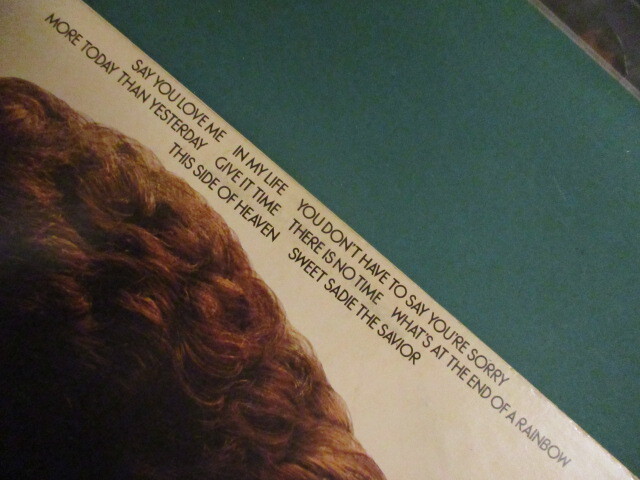 SAY YOU LOVE ME   IN MY LIFE   YOU DON'T HAVE TO SAY YOU'RE SORRY
MORE TODAY THAN YESTERDAY   GIVE IT TIME   THERE IS NO TIME   WHAT'S AT THE END OF A RAINBOW
THIS SIDE OF HEAVEN   SWEET SADIE THE SAVIOR